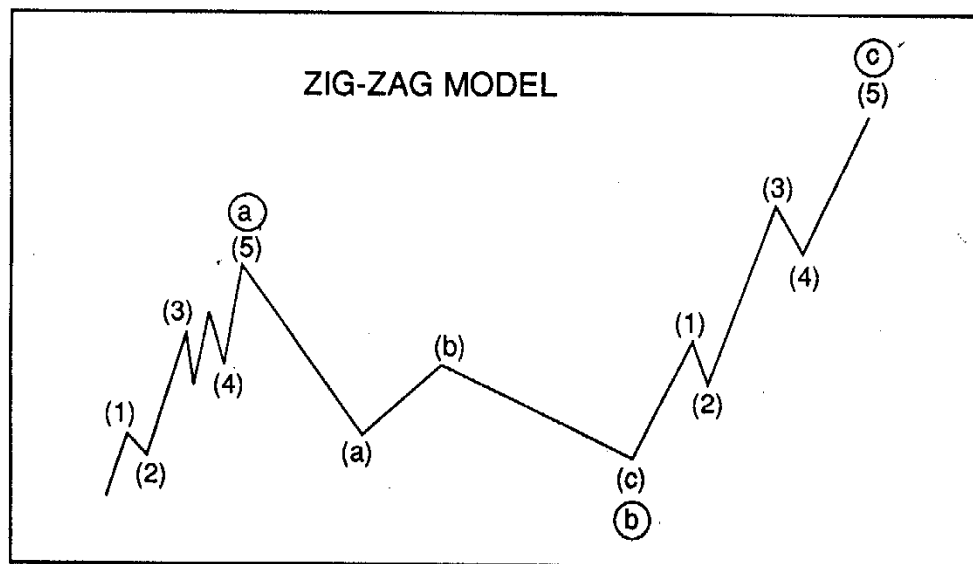 ZIG-ZAG MODEL
c
(5)
a
(5)
(3)
(4)
(1)
(2)
(b)
(a)
(c)
b
(1)
(2)
(3)
(4)